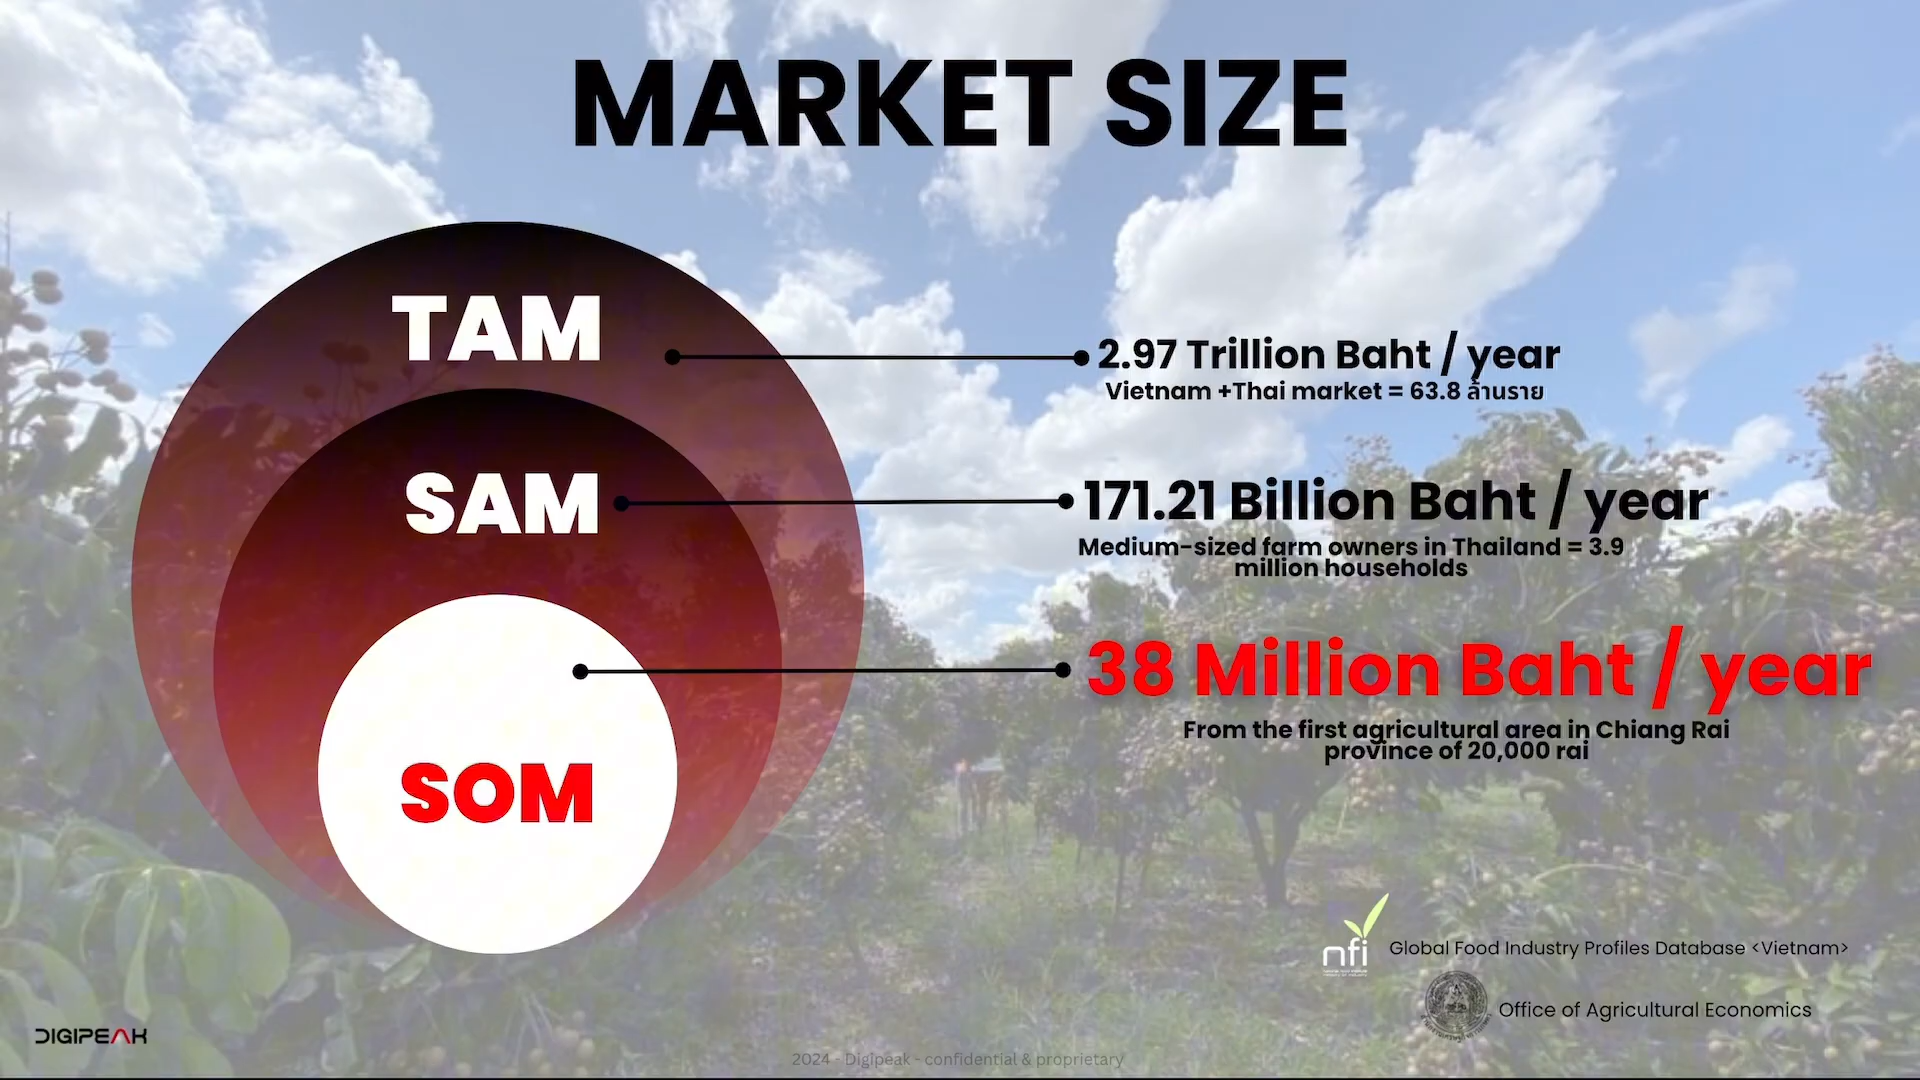 MARKET SIZE
TAM
2.97 Trillion Baht / year
Vietnam +Thai market = 63.8 ล้านราย
SAM
171.21 Billion Baht / year
Medium-sized farm owners in Thailand = 3.9
million households
38 Million Baht / year
From the first agricultural area in Chiang Rai
province of 20,000 rai
SOM
nfi
Global Food Industry Profiles Database <Vietnam>
Office of Agricultural Economics
DIGIPEAK
2024 - Digipeak - confidential & proprietary